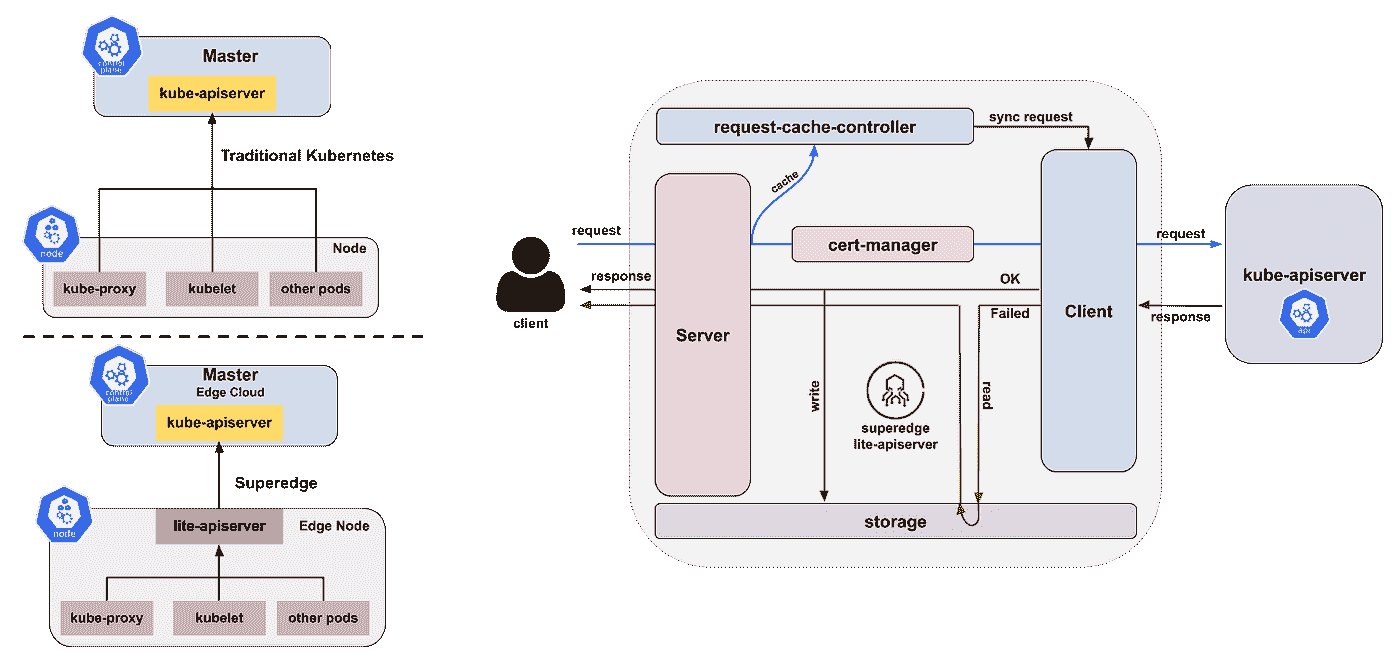 control
plane
Master
kube-apiserver
Traditional Kubernetes
node
Node
kube-proxy
kubelet
other pods
control
plane
Master
Edge Cloud
kube-apiserver
Superedge
node
lite-apiserver
Edge Node
kube-proxy
kubelet
other pods
request-cache-controller
sync request
cache
request
cert-manager
request
response
OK
client
Server
Failed
Client
kube-apiserver
api
response
write
read
superedge
lite-apiserver
storage